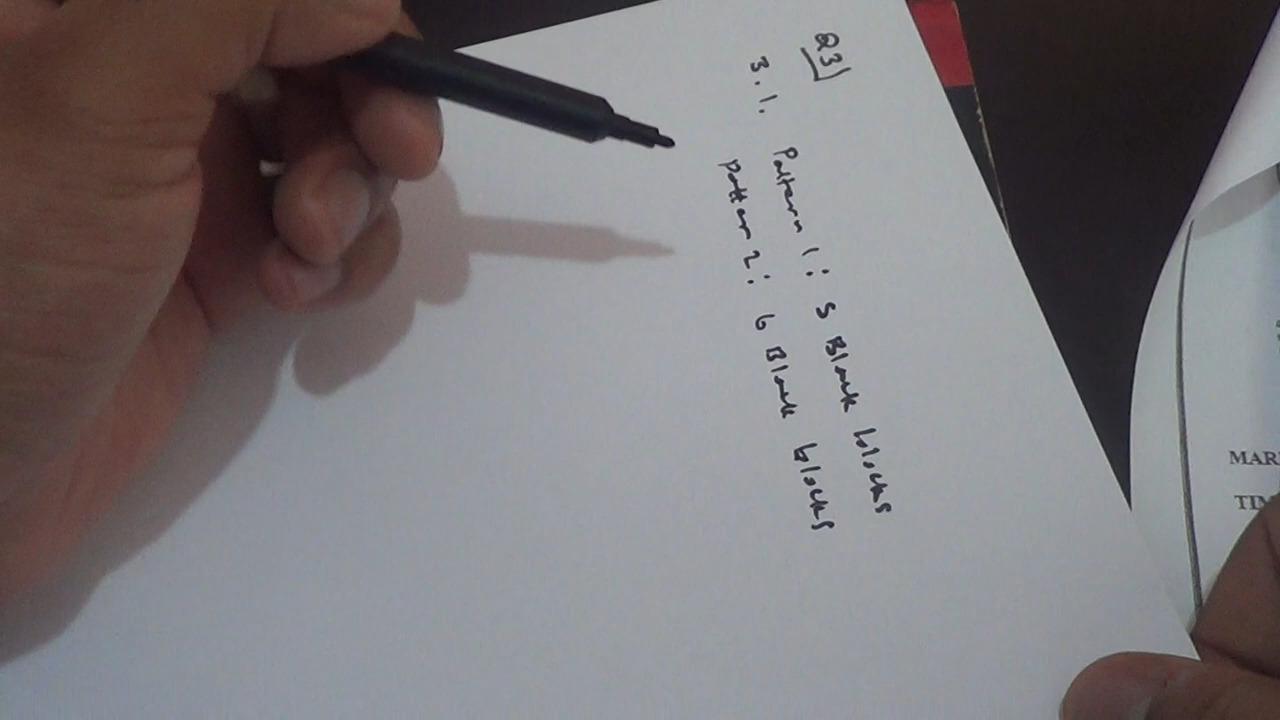 Q3)
3.1. Pattern 1: 5 Black blocks
Pattern 2: 6 Black blocks
MAR
TIM